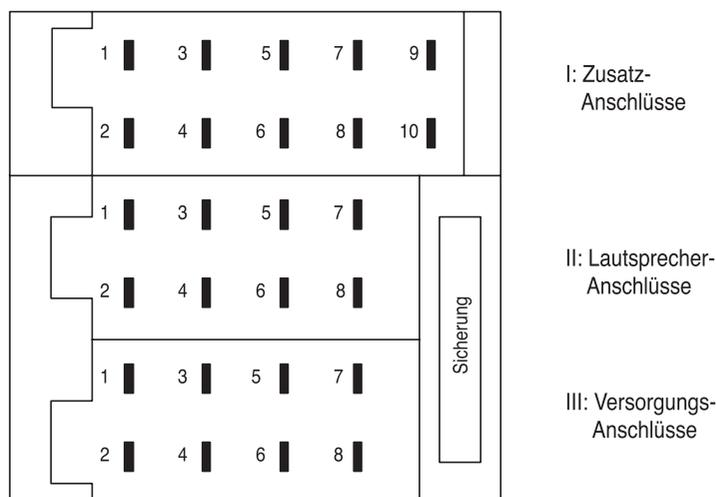 1 3 5 7 9
I: Zusatz-
Anschlüsse
2 4 6 8 10
1 3 5 7
II: Lautsprecher-
Anschlüsse
2 4 6 8
Sicherung
1 3 5 7
III: Versorgungs-
Anschlüsse
2 4 6 8